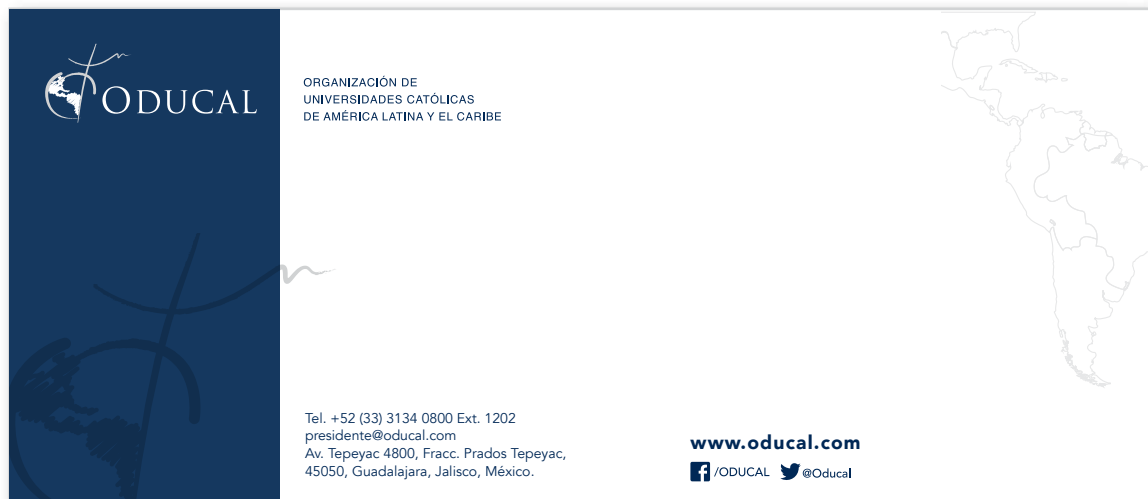 ODUCAL
ORGANIZACIÓN DE
UNIVERSIDADES CATÓLICAS
DE AMÉRICA LATINA Y EL CARIBE
Tel. +52 (33) 3134 0800 Ext. 1202
presidente@oducal.com
Av. Tepeyac 4800, Fracc. Prados Tepeyac,
45050, Guadalajara, Jalisco, México.
www.oducal.com
/ODUCAL @Oducal